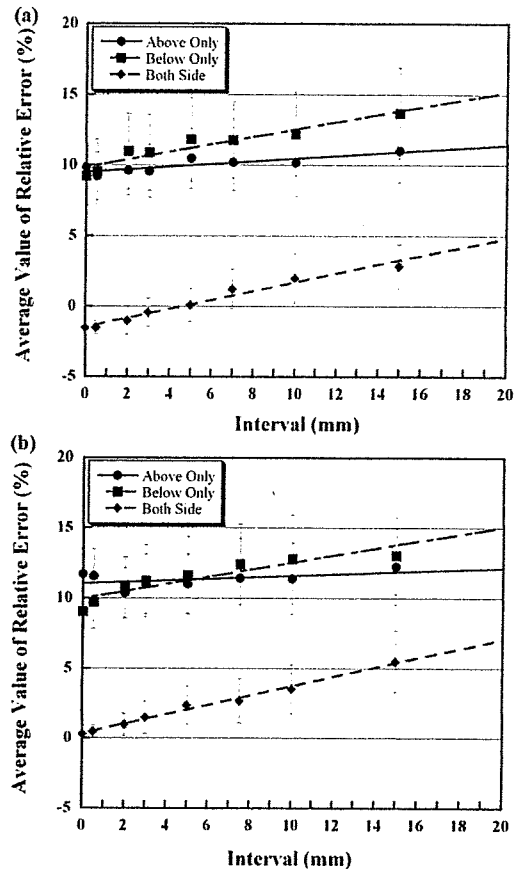 (a)
20
15
10
5
0
-5
Average Value of Relative Error (%)
Above Only
Below Only
Both Side
0 2 4 6 8 10 12 14 16 18 20
Interval (mm)
(b)
20
15
10
5
0
-5
Average Value of Relative Error (%)
Above Only
Below Only
Both Side
0 2 4 6 8 10 12 14 16 18 20
Interval (mm)